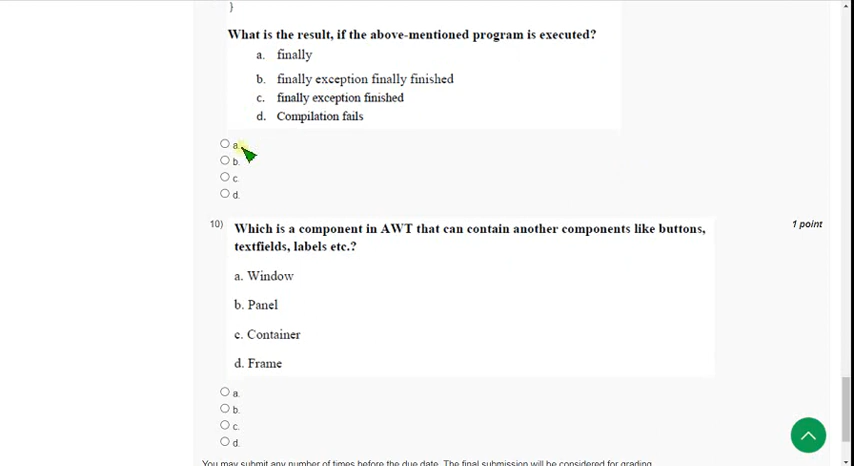 }
What is the result, if the above-mentioned program is executed?
a. finally
b. finally exception finally finished
c. finally exception finished
d. Compilation fails
a.
b.
c.
d.
10) Which is a component in AWT that can contain another components like buttons, 1 point
textfields, labels etc.?
a. Window
b. Panel
c. Container
d. Frame
a.
b.
c.
d.
You may submit any number of times before the due date. The final submission will be considered for grading.